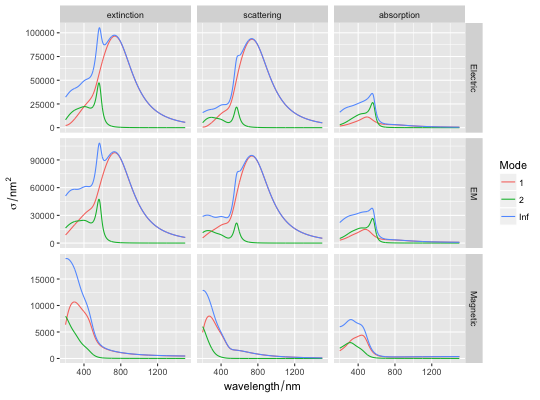 extinction scattering absorption
100000
75000
50000
25000
0
Electric
90000
60000
30000
0
EM
15000
10000
5000
0
Magnetic
σ/nm²
400 800 1200 400 800 1200 400 800 1200
wavelength/nm
Mode
1
2
Inf